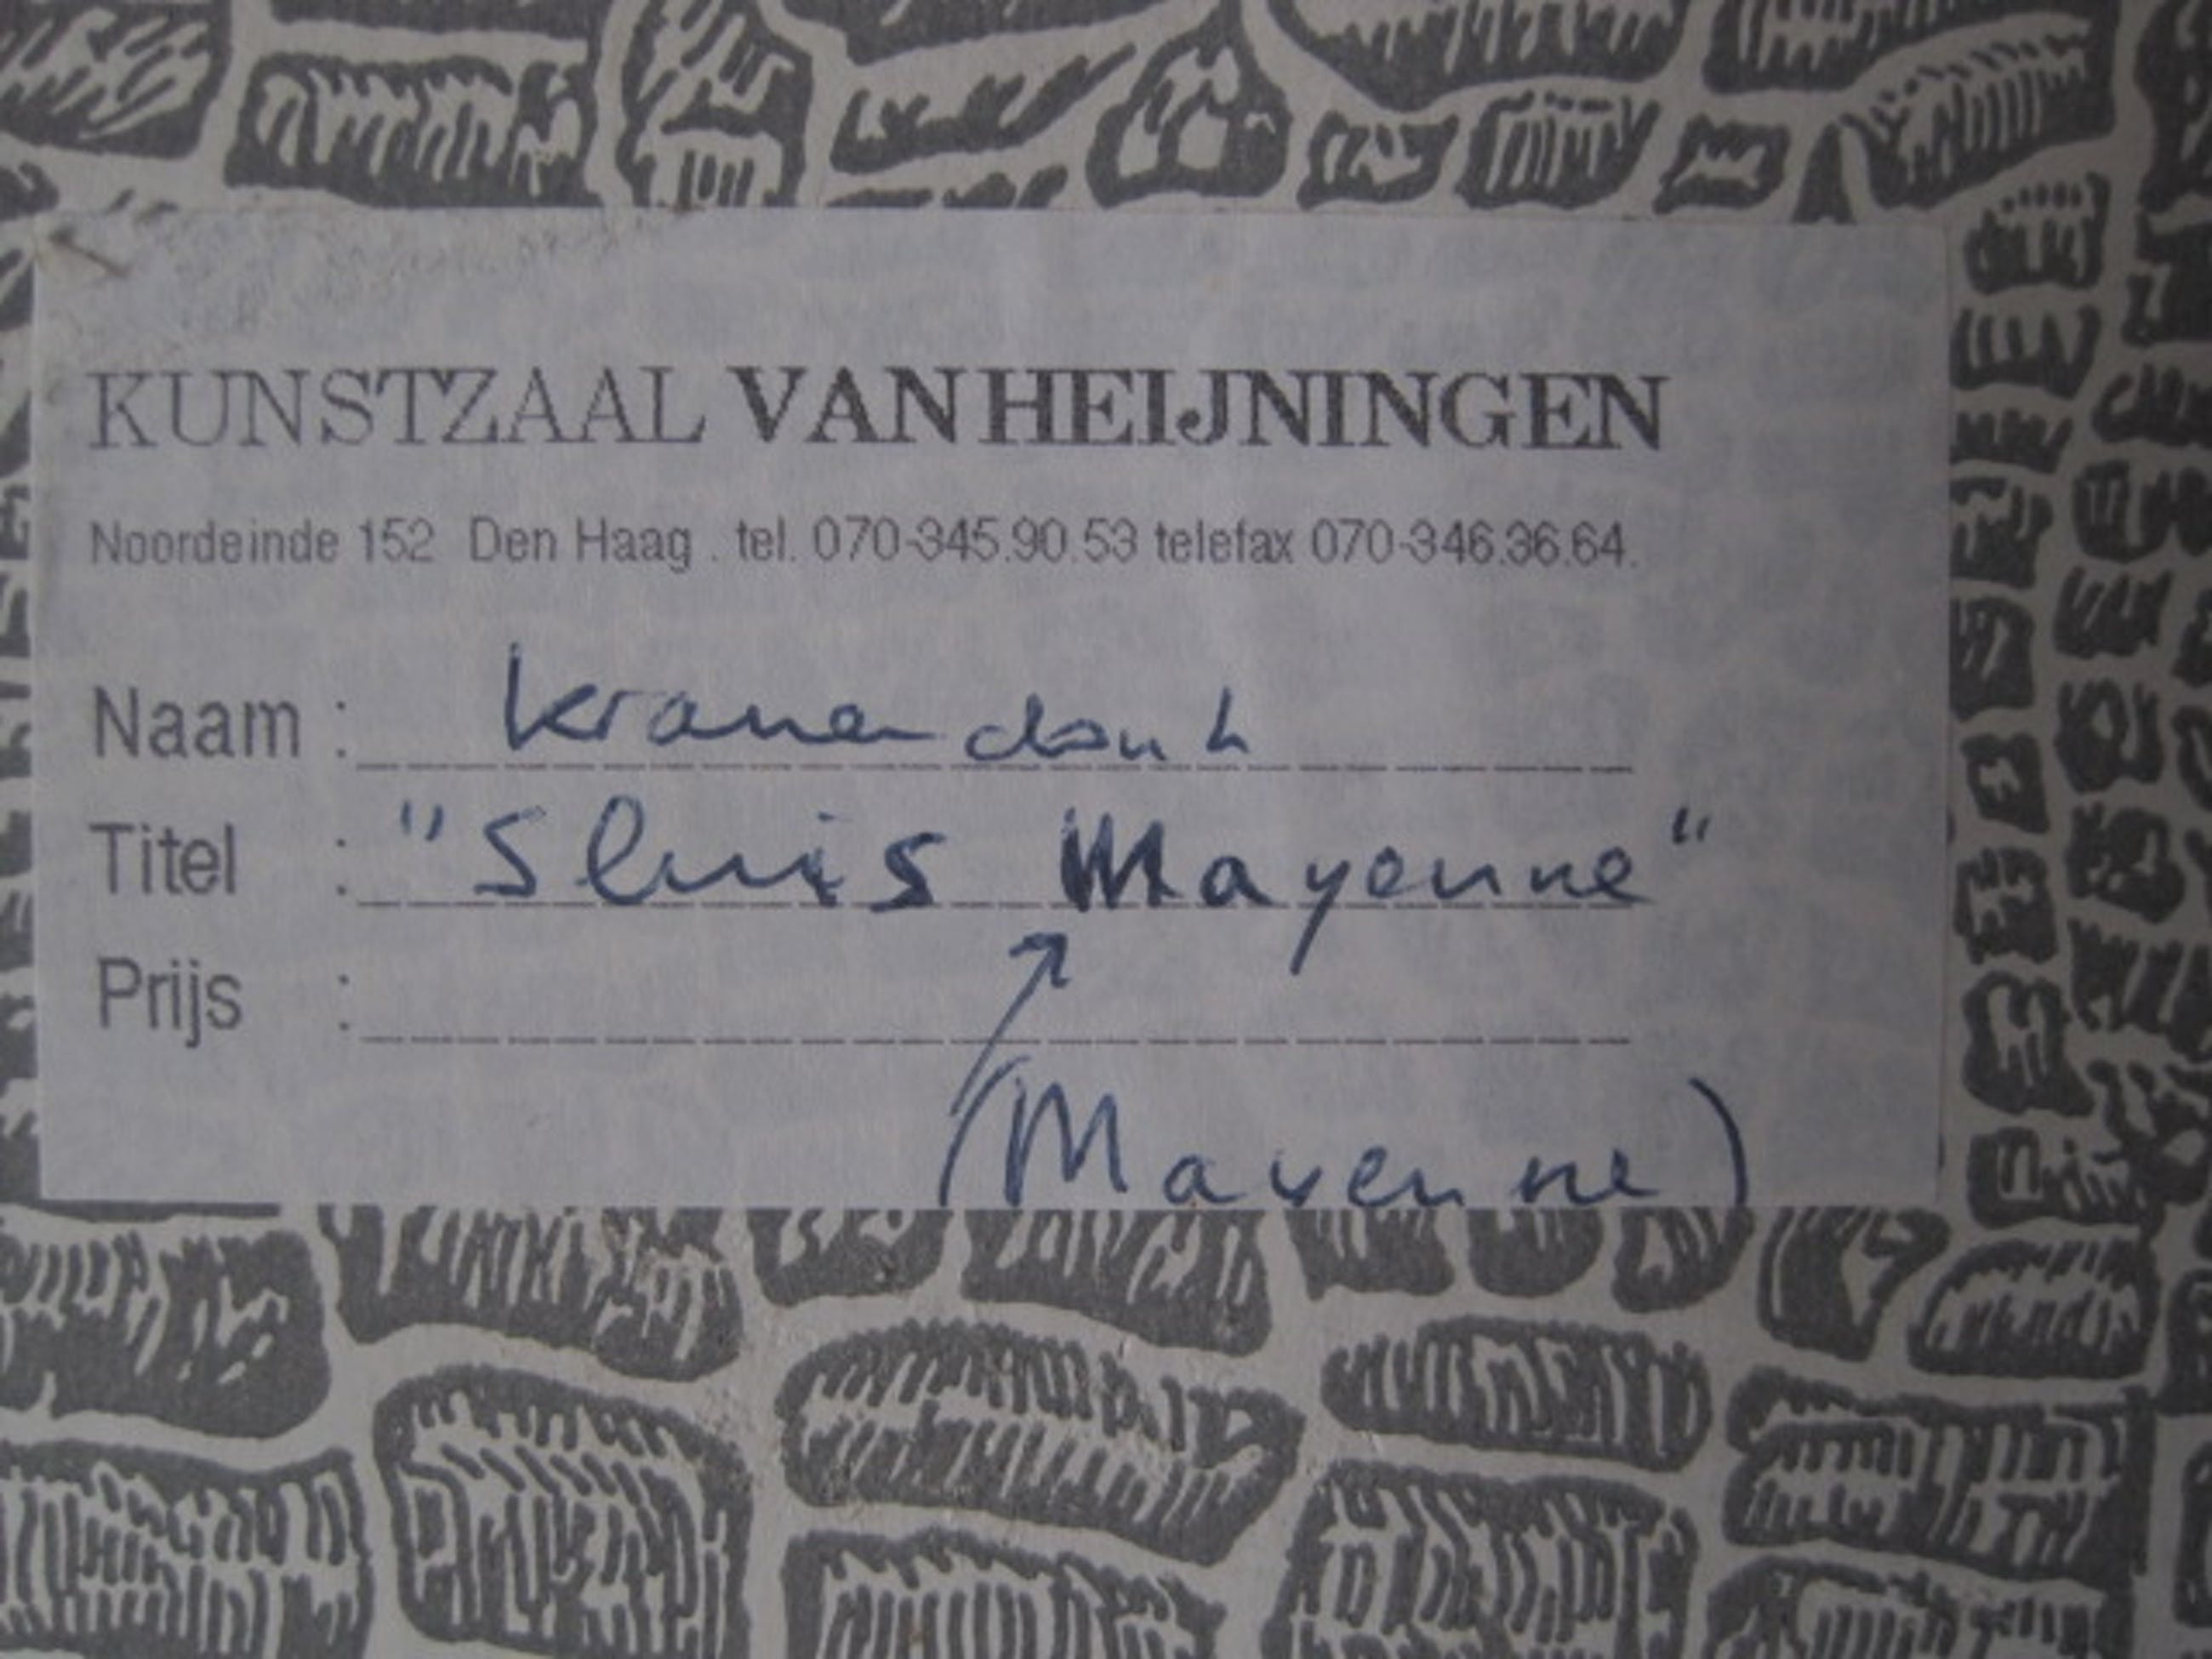 KUNSTZAAL VAN HEIJNINGEN
Noordeinde 152 Den Haag . tel. 070-345.90.53 telefax 070-346.36.64.
Naam : Kranendonk
Titel : "Sluis Mayenne"
Prijs :
(Mayenne)